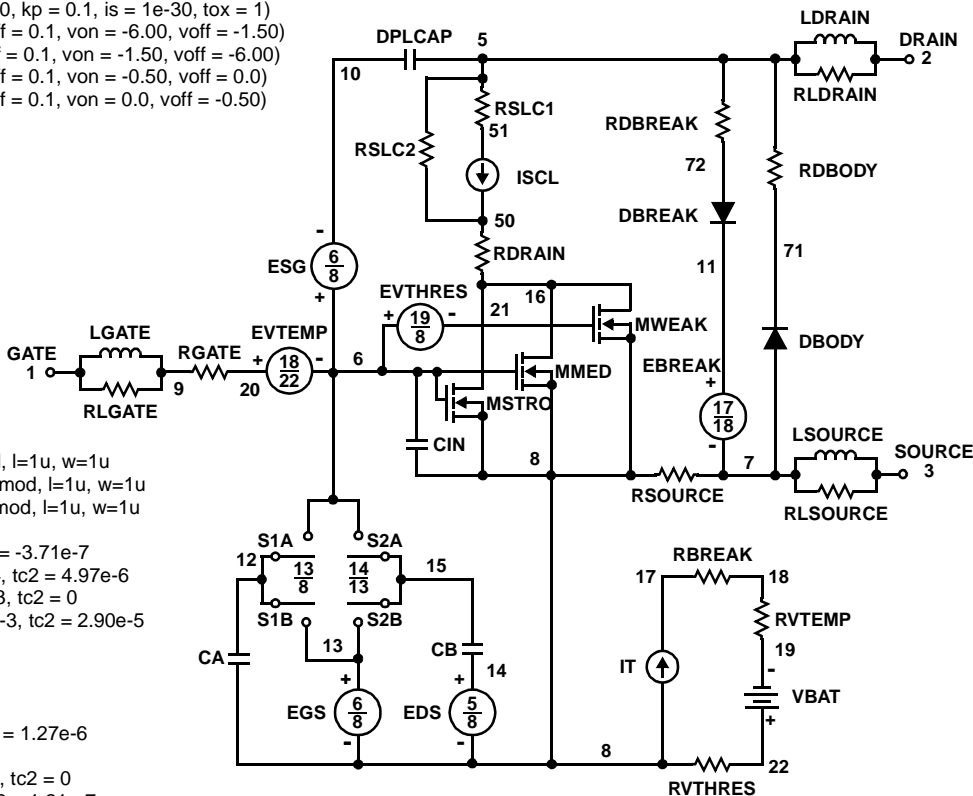 0, kp = 0.1, is = 1e-30, tox = 1)
ff = 0.1, von = -6.00, voff = -1.50)
f = 0.1, von = -1.50, voff = -6.00)
ff = 0.1, von = -0.50, voff = 0.0)
f = 0.1, von = 0.0, voff = -0.50)
DPLCAP
5
10
LDRAIN
DRAIN
2
RLDRAIN
RSLC1
51
RSLC2
ISCL
RDBREAK
72
RDBODY
50
DBREAK
RDRAIN
71
11
ESG
6
8
-
+
EVTHRES
+
19
8
-
21
16
MWEAK
LGATE
GATE
1
RLGATE
9
RGATE
20
EVTEMP
+
18
22
-
6
MMED
MSTRO
EBREAK
+
17
18
-
DBODY
CIN
8
RSOURCE
7
LSOURCE
SOURCE
3
RLSOURCE
, l=1u, w=1u
mod, l=1u, w=1u
mod, l=1u, w=1u
= -3.71e-7
, tc2 = 4.97e-6
3, tc2 = 0
-3, tc2 = 2.90e-5
= 1.27e-6
, tc2 = 0
S1A
S2A
12
13
8
14
13
15
S1B
S2B
13
CA
CB
14
+
EGS
6
8
-
+
EDS
5
8
-
RBREAK
17
18
RVTEMP
19
IT
-
VBAT
+
8
22
RVTHRES